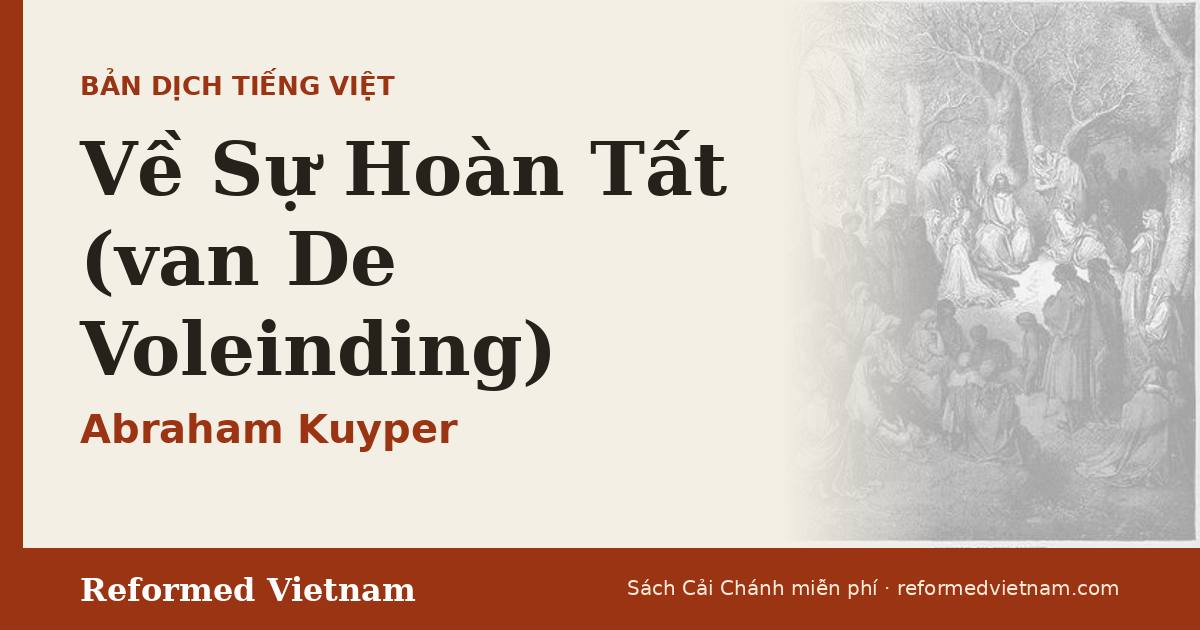 BẢN DỊCH TIẾNG VIỆT
Về Sự Hoàn Tất
(van De
Voleinding)
Abraham Kuyper
Reformed Vietnam
Sách Cải Chánh miễn phí · reformedvietnam.com